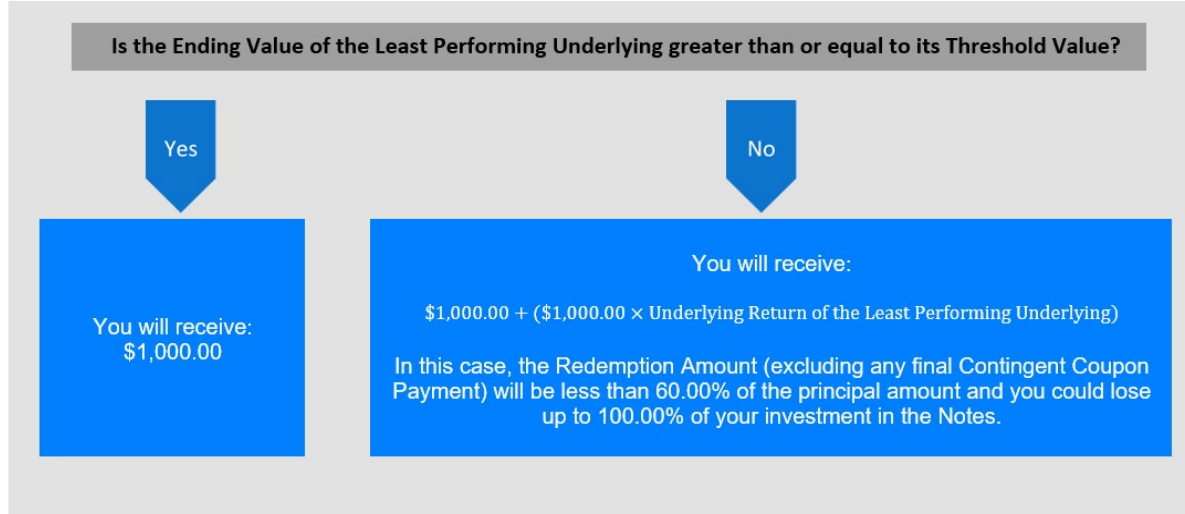 Is the Ending Value of the Least Performing Underlying greater than or equal to its Threshold Value?
Yes
No
You will receive:
$1,000.00
You will receive:
$1,000.00 + ($1,000.00 × Underlying Return of the Least Performing Underlying)
In this case, the Redemption Amount (excluding any final Contingent Coupon
Payment) will be less than 60.00% of the principal amount and you could lose
up to 100.00% of your investment in the Notes.